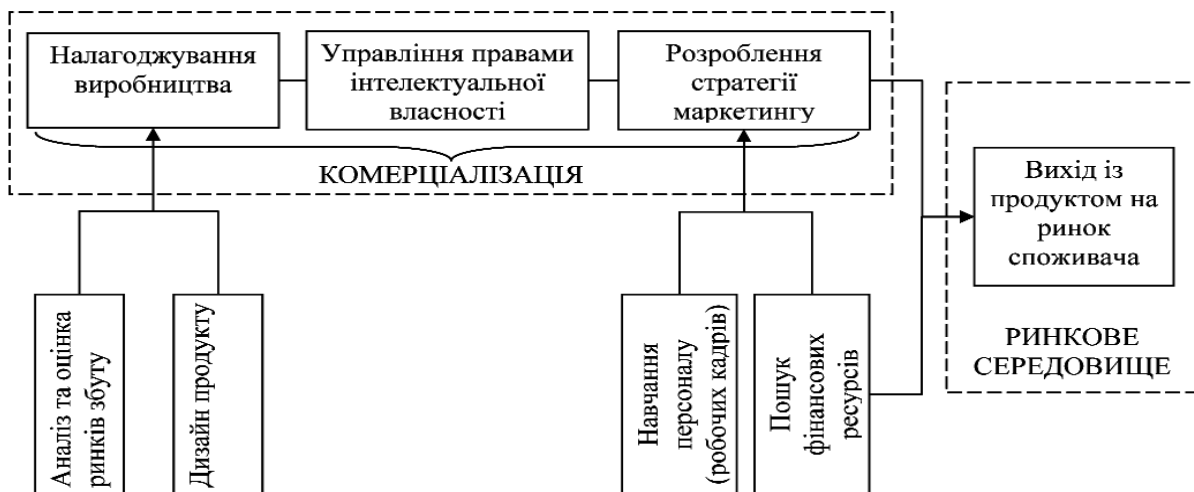 Налагоджування
виробництва
Управління правами
інтелектуальної
власності
Розроблення
стратегії
маркетингу
КОМЕРЦІАЛІЗАЦІЯ
Вихід із
продуктом на
ринок
споживача
РИНКОВЕ
СЕРЕДОВИЩЕ
Аналіз та оцінка
ринків збуту
Дизайн продукту
Навчання
персоналу
(робочих кадрів)
Пошук
фінансових
ресурсів